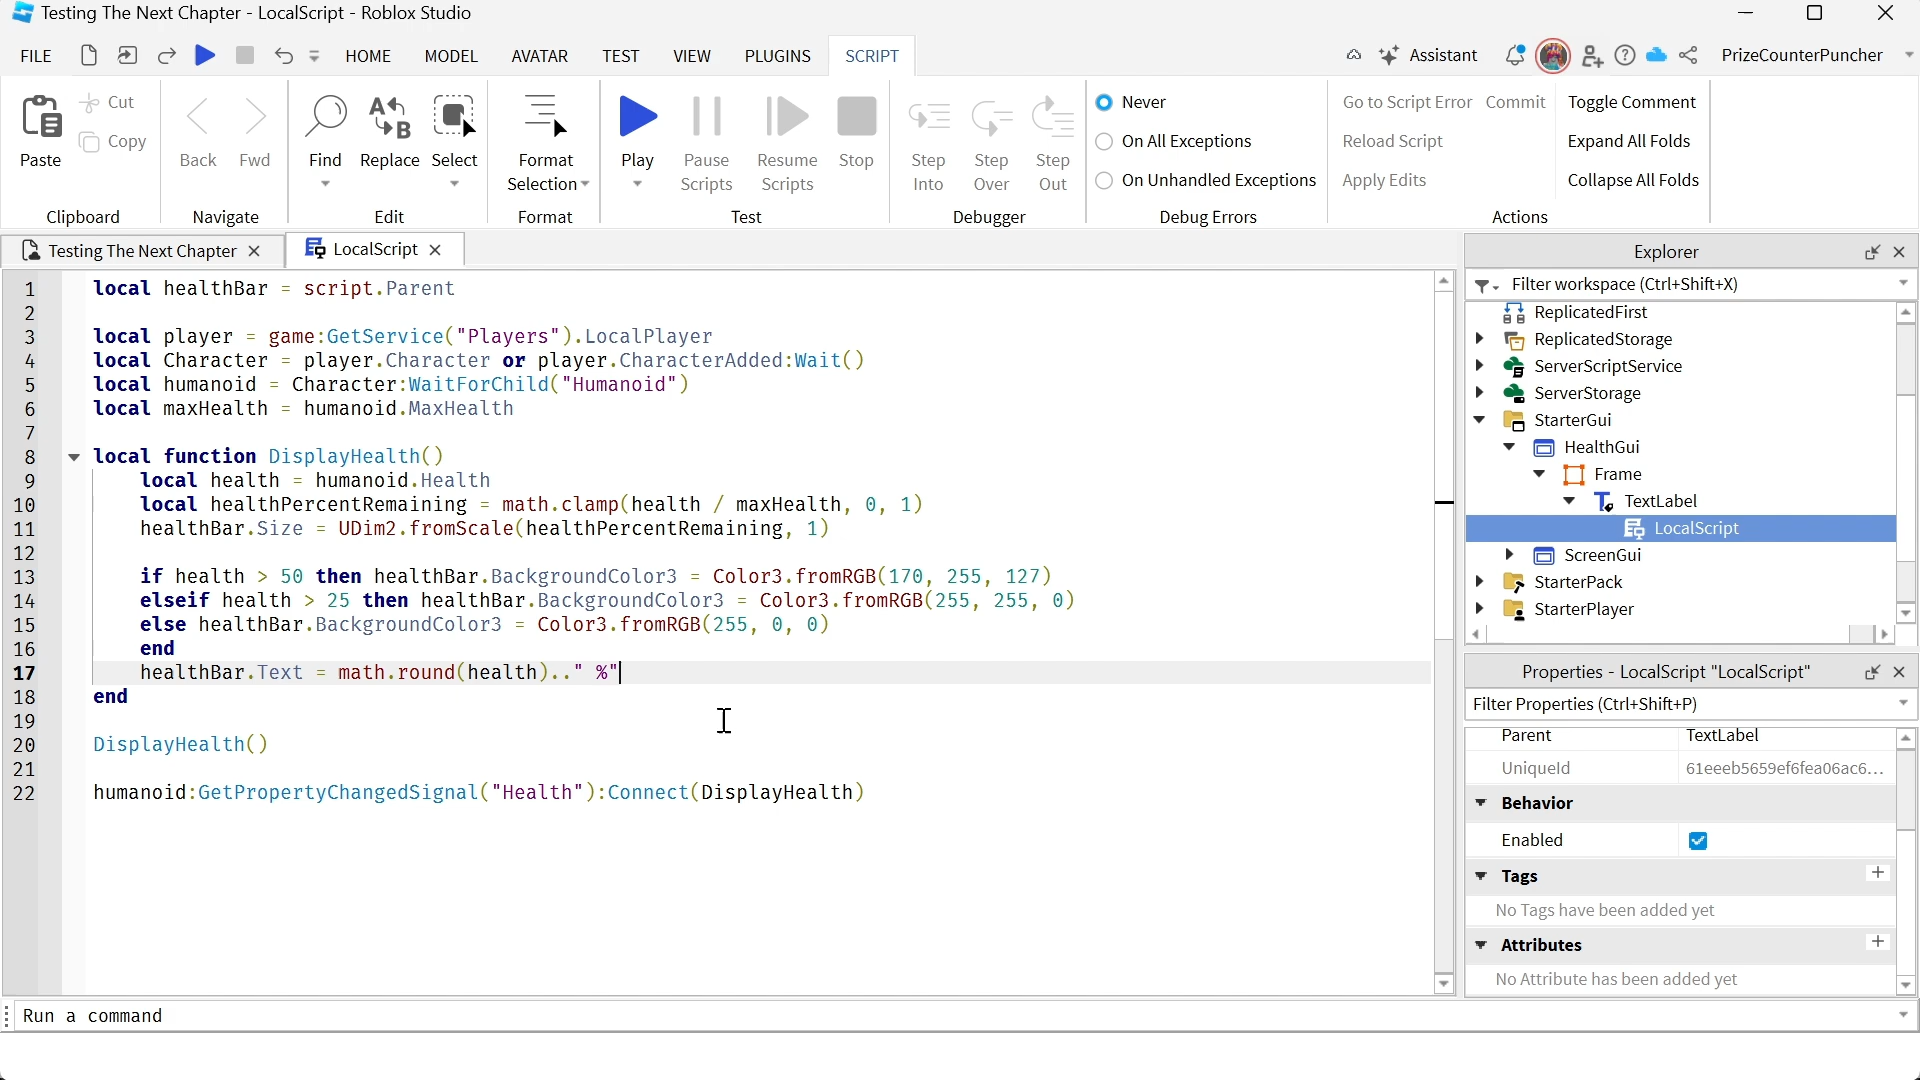 Testing The Next Chapter - LocalScript - Roblox Studio
FILE HOME MODEL AVATAR TEST VIEW PLUGINS SCRIPT Assistant PrizeCounterPuncher
Paste Cut Copy
Clipboard
Back Fwd
Navigate
Find Replace Select
Edit
Format Selection
Format
Play Pause Scripts Resume Scripts Stop
Test
Step Into Step Over Step Out
Debugger
Never
On All Exceptions
On Unhandled Exceptions
Debug Errors
Go to Script Error Commit Toggle Comment
Reload Script Expand All Folds
Apply Edits Collapse All Folds
Actions
Testing The Next Chapter LocalScript
1 local healthBar = script.Parent
2
3 local player = game:GetService("Players").LocalPlayer
4 local Character = player.Character or player.CharacterAdded:Wait()
5 local humanoid = Character:WaitForChild("Humanoid")
6 local maxHealth = humanoid.MaxHealth
7
8 local function DisplayHealth()
9 local health = humanoid.Health
10 local healthPercentRemaining = math.clamp(health / maxHealth, 0, 1)
11 healthBar.Size = UDim2.fromScale(healthPercentRemaining, 1)
12
13 if health > 50 then healthBar.BackgroundColor3 = Color3.fromRGB(170, 255, 127)
14 elseif health > 25 then healthBar.BackgroundColor3 = Color3.fromRGB(255, 255, 0)
15 else healthBar.BackgroundColor3 = Color3.fromRGB(255, 0, 0)
16 end
17 healthBar.Text = math.round(health).." %"
18 end
19
20 DisplayHealth()
21
22 humanoid:GetPropertyChangedSignal("Health"):Connect(DisplayHealth)
Explorer
Filter workspace (Ctrl+Shift+X)
ReplicatedFirst
ReplicatedStorage
ServerScriptService
ServerStorage
StarterGui
HealthGui
Frame
TextLabel
LocalScript
ScreenGui
StarterPack
StarterPlayer
Properties - LocalScript "LocalScript"
Filter Properties (Ctrl+Shift+P)
Parent TextLabel
UniqueId 61eeeb5659ef6fea06ac6...
Behavior
Enabled
Tags
No Tags have been added yet
Attributes
No Attribute has been added yet
Run a command